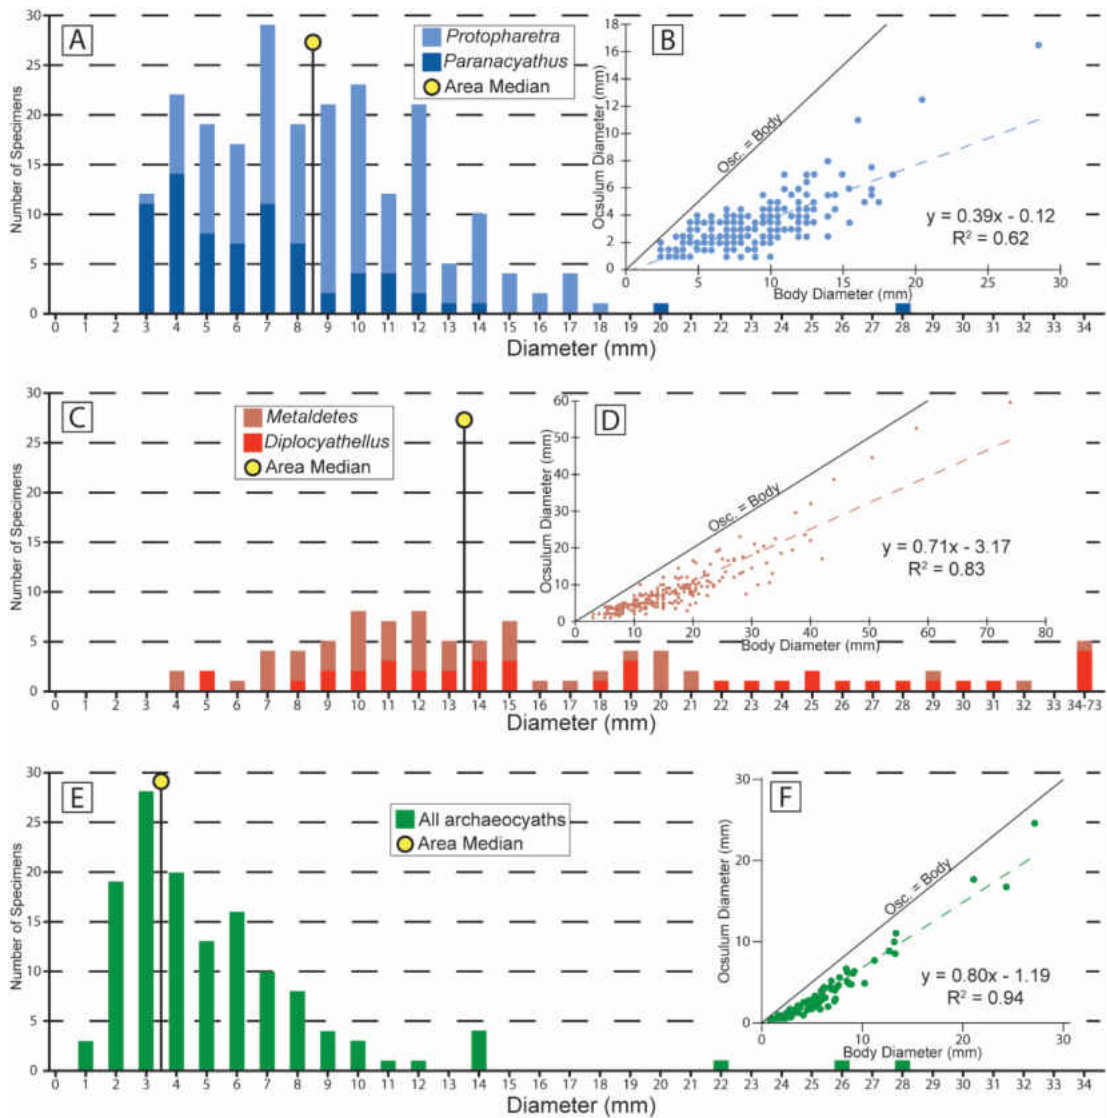 A
Protopharetra
Paranacyathus
Area Median
Number of Specimens
30
25
20
15
10
5
0
0 1 2 3 4 5 6 7 8 9 10 11 12 13 14 15 16 17 18 19 20 21 22 23 24 25 26 27 28 29 30 31 32 33 34
Diameter (mm)
B
Ocsulum Diameter (mm)
18
16
14
12
10
8
6
4
2
0
Osc. = Body
y = 0.39x - 0.12
R² = 0.62
0 5 10 15 20 25 30
Body Diameter (mm)
C
Metaldetes
Diplocyathellus
Area Median
Number of Specimens
30
25
20
15
10
5
0
0 1 2 3 4 5 6 7 8 9 10 11 12 13 14 15 16 17 18 19 20 21 22 23 24 25 26 27 28 29 30 31 32 33 34-73
Diameter (mm)
D
Ocsulum Diameter (mm)
60
50
40
30
20
10
0
Osc. = Body
y = 0.71x - 3.17
R² = 0.83
0 10 20 30 40 50 60 70 80
Body Diameter (mm)
E
All archaeocyaths
Area Median
Number of Specimens
30
25
20
15
10
5
0
0 1 2 3 4 5 6 7 8 9 10 11 12 13 14 15 16 17 18 19 20 21 22 23 24 25 26 27 28 29 30 31 32 33 34
Diameter (mm)
F
Ocsulum Diameter (mm)
30
20
10
0
Osc. = Body
y = 0.80x - 1.19
R² = 0.94
0 10 20 30
Body Diameter (mm)